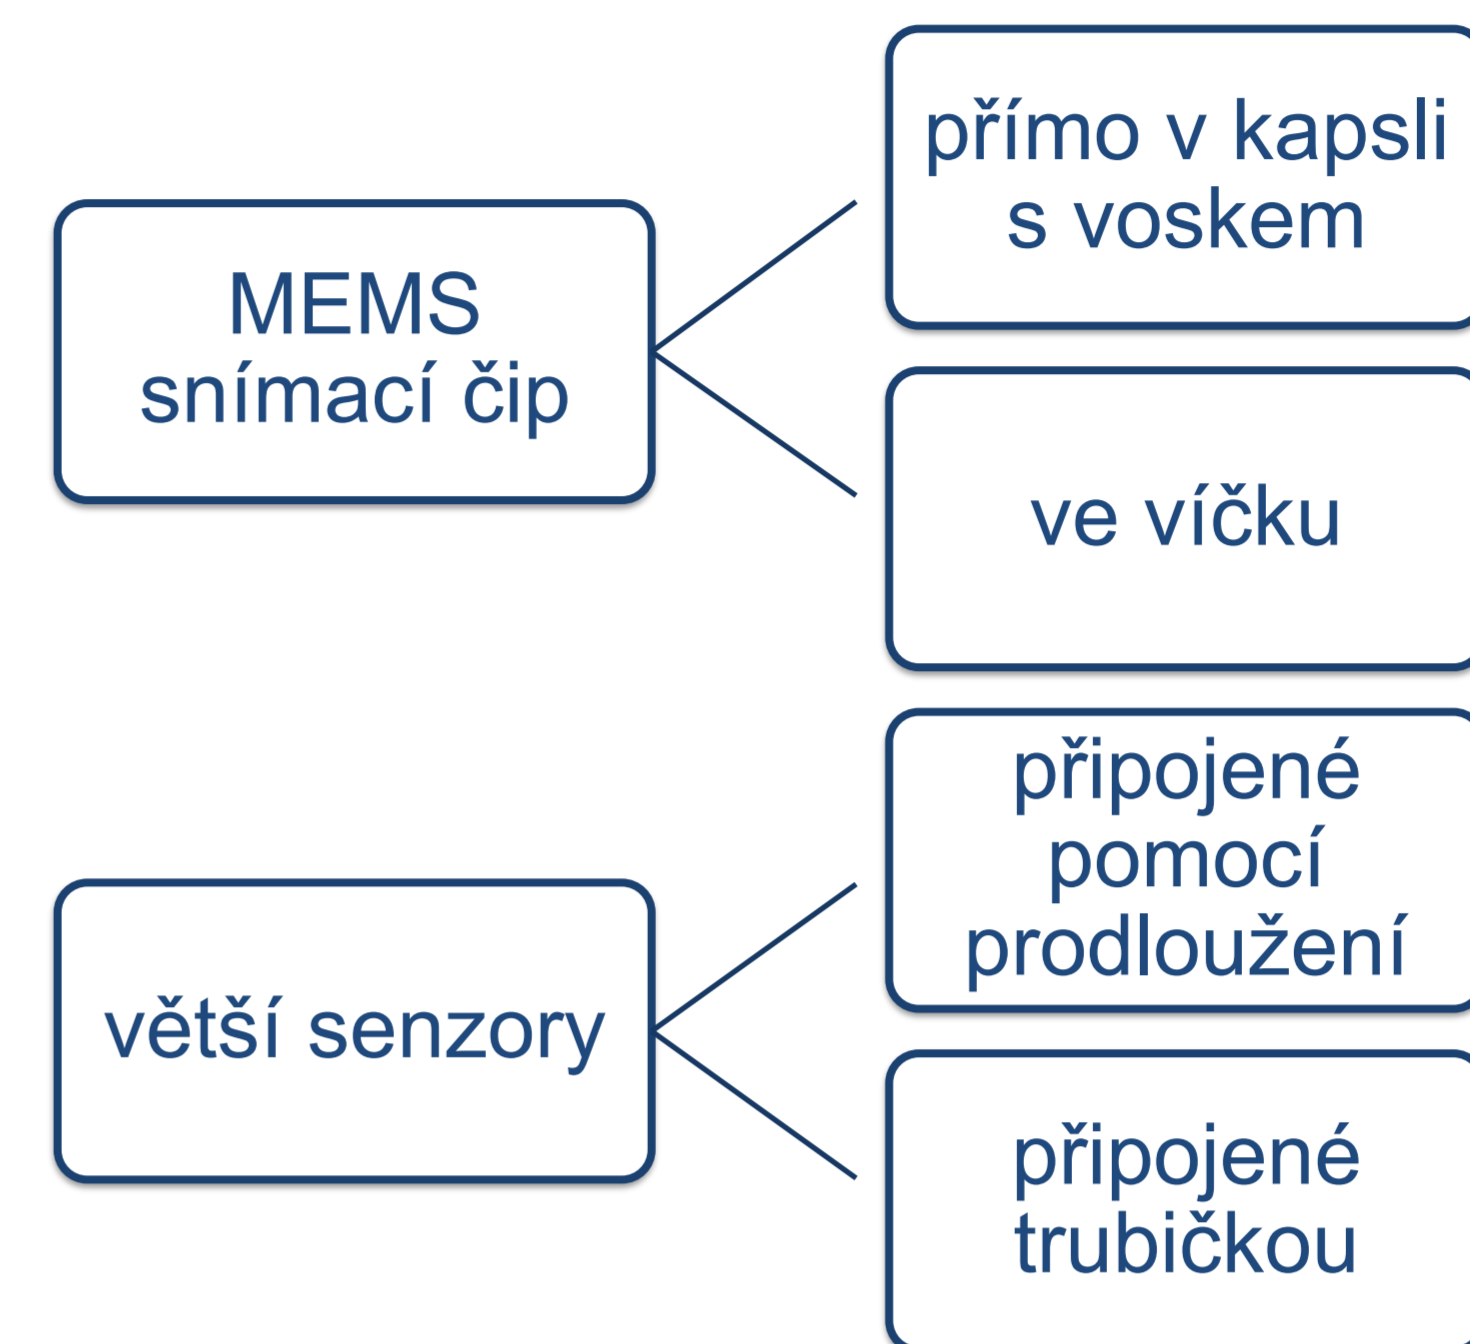 MEMS
snímací čip
přímo v kapsli
s voskem
ve víčku
větší senzory
připojené
pomocí
prodloužení
připojené
trubičkou